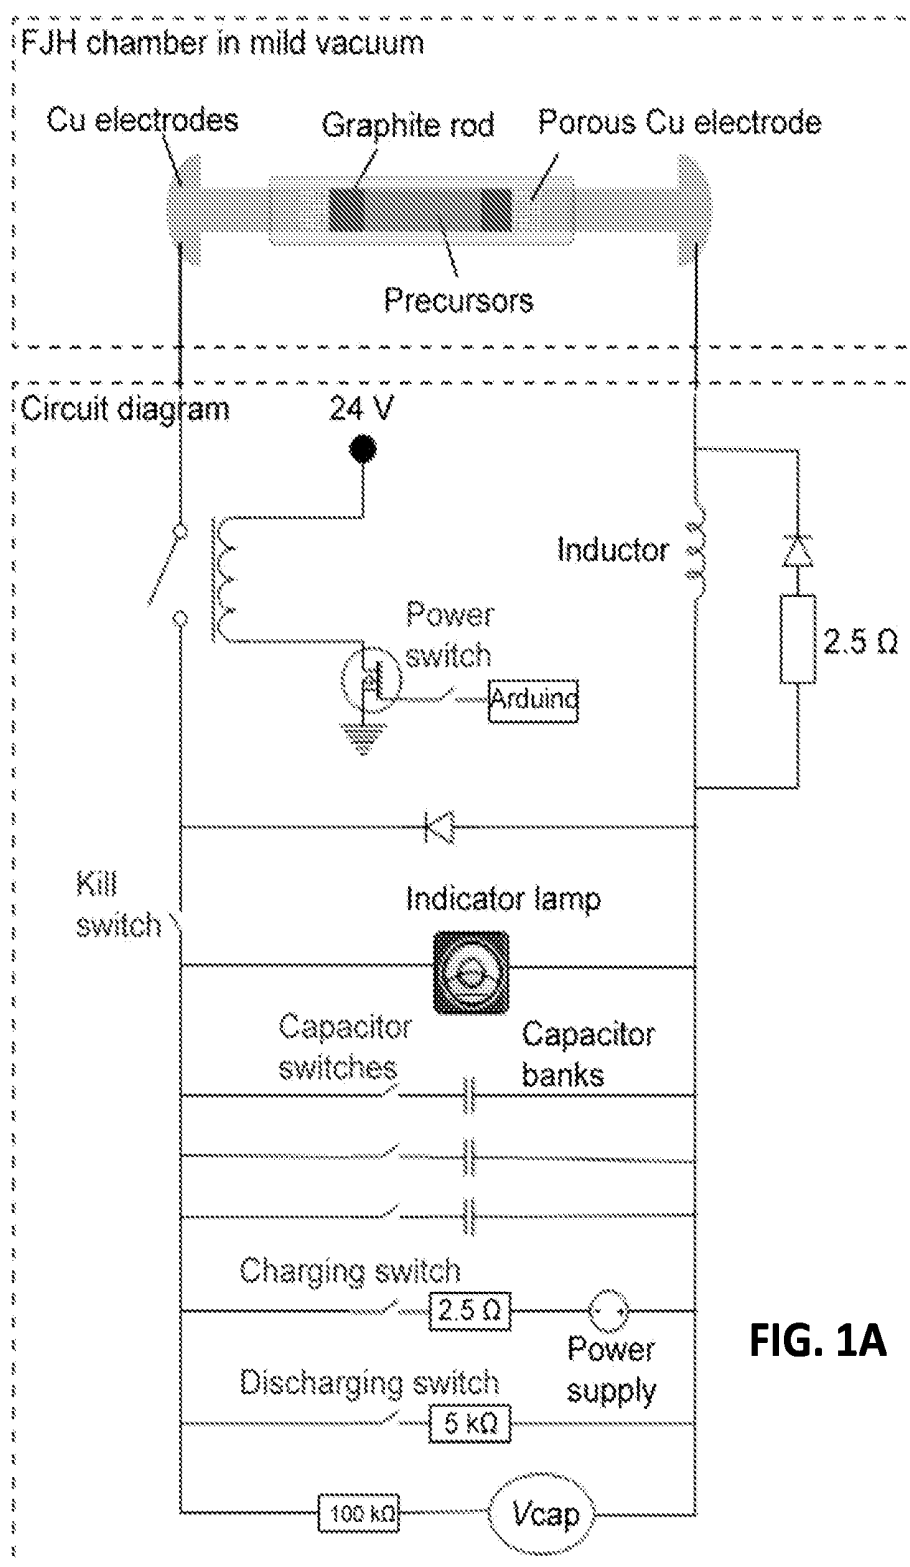 FJH chamber in mild vacuum
Cu electrodes
Graphite rod
Porous Cu electrode
Precursors
Circuit diagram
24 V
Inductor
2.5 Ω
Power
switch
Arduino
Kill
switch
Indicator lamp
Capacitor
switches
Capacitor
banks
Charging switch
2.5 Ω
- +
Power
supply
Discharging switch
5 kΩ
100 kΩ
Vcap
FIG. 1A